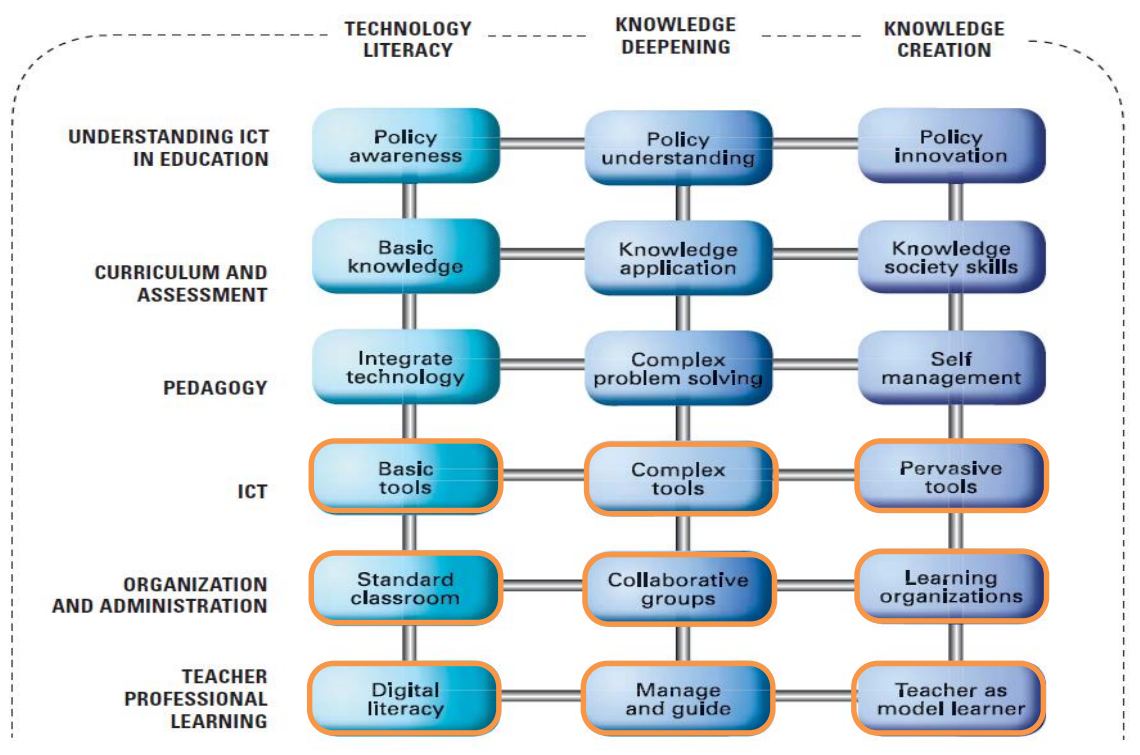 TECHNOLOGY
LITERACY
KNOWLEDGE
DEEPENING
KNOWLEDGE
CREATION
UNDERSTANDING ICT
IN EDUCATION
Policy
awareness
Policy
understanding
Policy
innovation
CURRICULUM AND
ASSESSMENT
Basic
knowledge
Knowledge
application
Knowledge
society skills
PEDAGOGY
Integrate
technology
Complex
problem solving
Self
management
ICT
Basic
tools
Complex
tools
Pervasive
tools
ORGANIZATION
AND ADMINISTRATION
Standard
classroom
Collaborative
groups
Learning
organizations
TEACHER
PROFESSIONAL
LEARNING
Digital
literacy
Manage
and guide
Teacher as
model learner